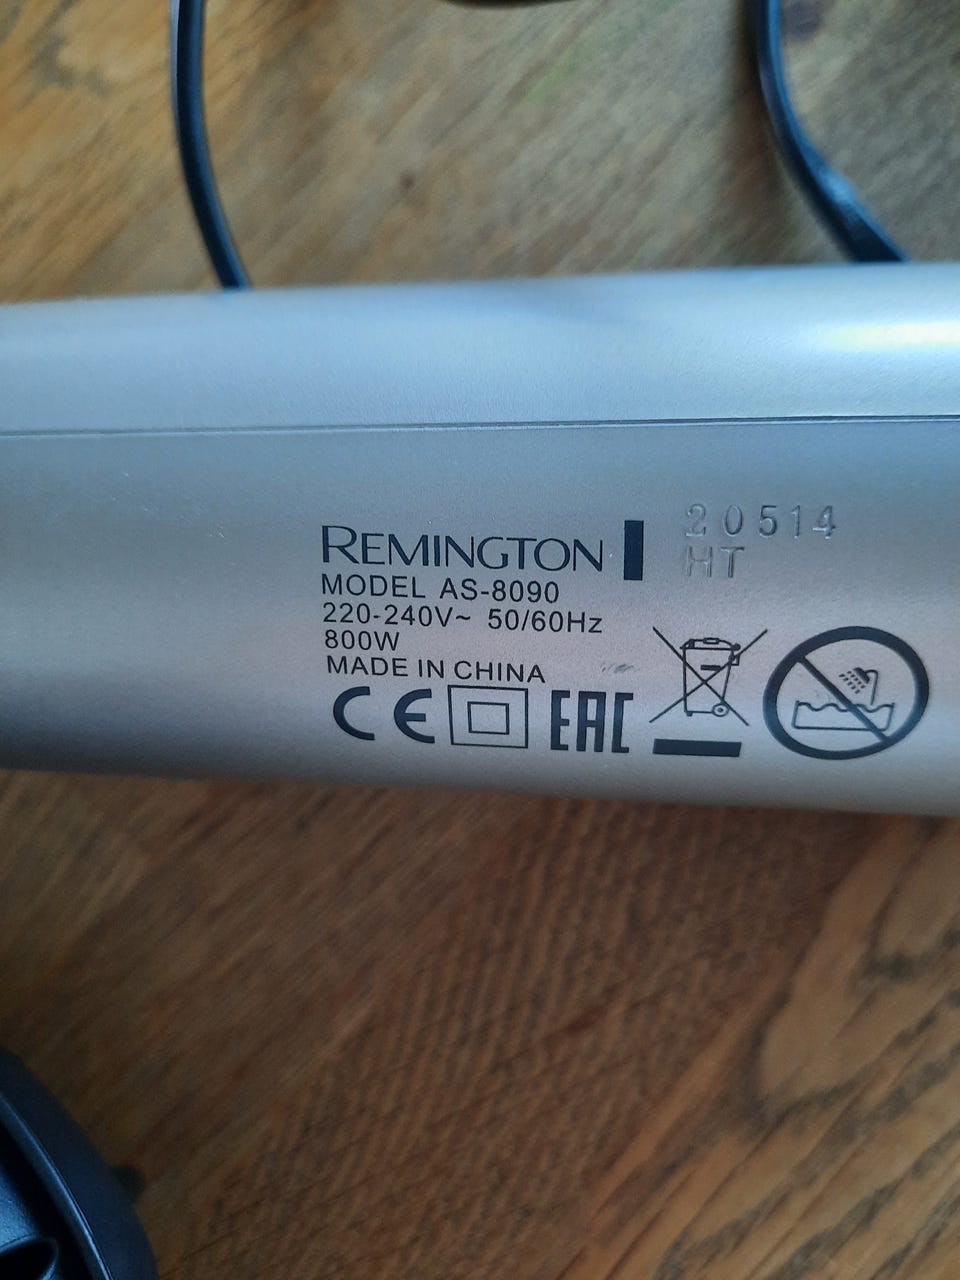 REMINGTON
20514
HT
MODEL AS-8090
220-240V~ 50/60Hz
800W
MADE IN CHINA
CE
EAC